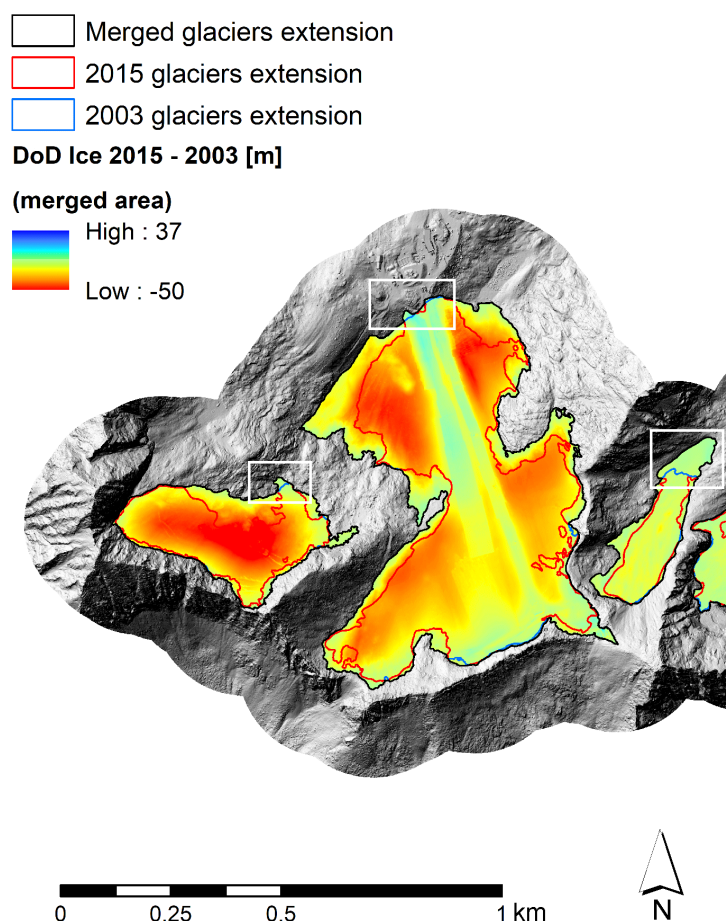 Merged glaciers extension
2015 glaciers extension
2003 glaciers extension
DoD Ice 2015 - 2003 [m]
(merged area)
High : 37
Low : -50
0 0.25 0.5 1 km
N